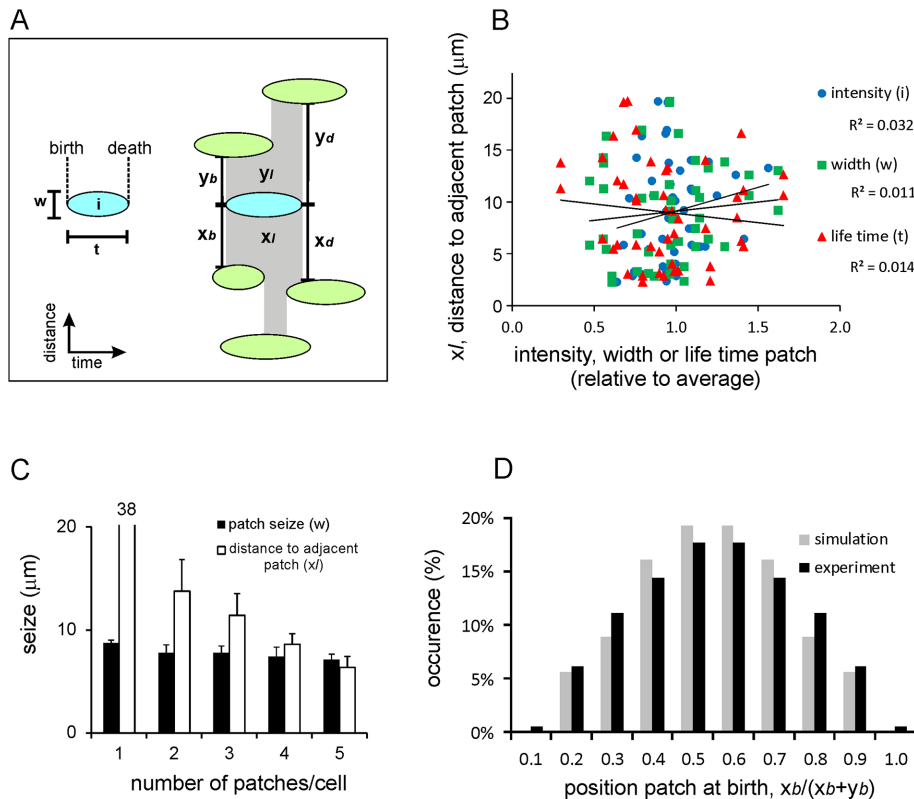 A
birth
death
w
i
t
distance
time
yd
yb
yl
xb
xl
xd
B
xl, distance to adjacent patch (μm)
20
15
10
5
0
0.0
0.5
1.0
1.5
2.0
intensity, width or life time patch
(relative to average)
intensity (i)
R² = 0.032
width (w)
R² = 0.011
life time (t)
R² = 0.014
C
38
seize (μm)
20
10
0
patch seize (w)
distance to adjacent
patch (xl)
1
2
3
4
5
number of patches/cell
D
occurence (%)
20%
15%
10%
5%
0%
simulation
experiment
0.1
0.2
0.3
0.4
0.5
0.6
0.7
0.8
0.9
1.0
position patch at birth, xb/(xb+yb)